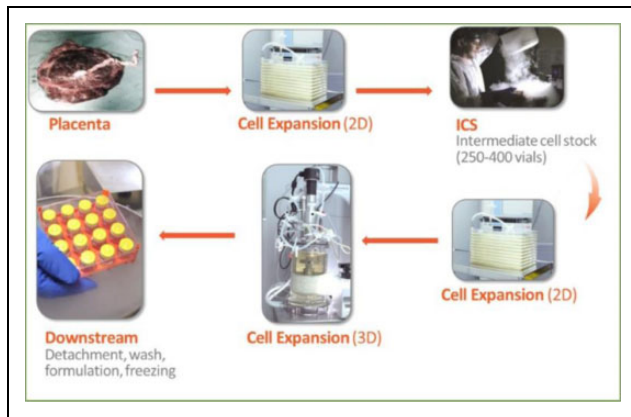 Placenta
Cell Expansion (2D)
ICS
Intermediate cell stock
(250-400 vials)
Cell Expansion (2D)
Cell Expansion (3D)
Downstream
Detachment, wash,
formulation, freezing